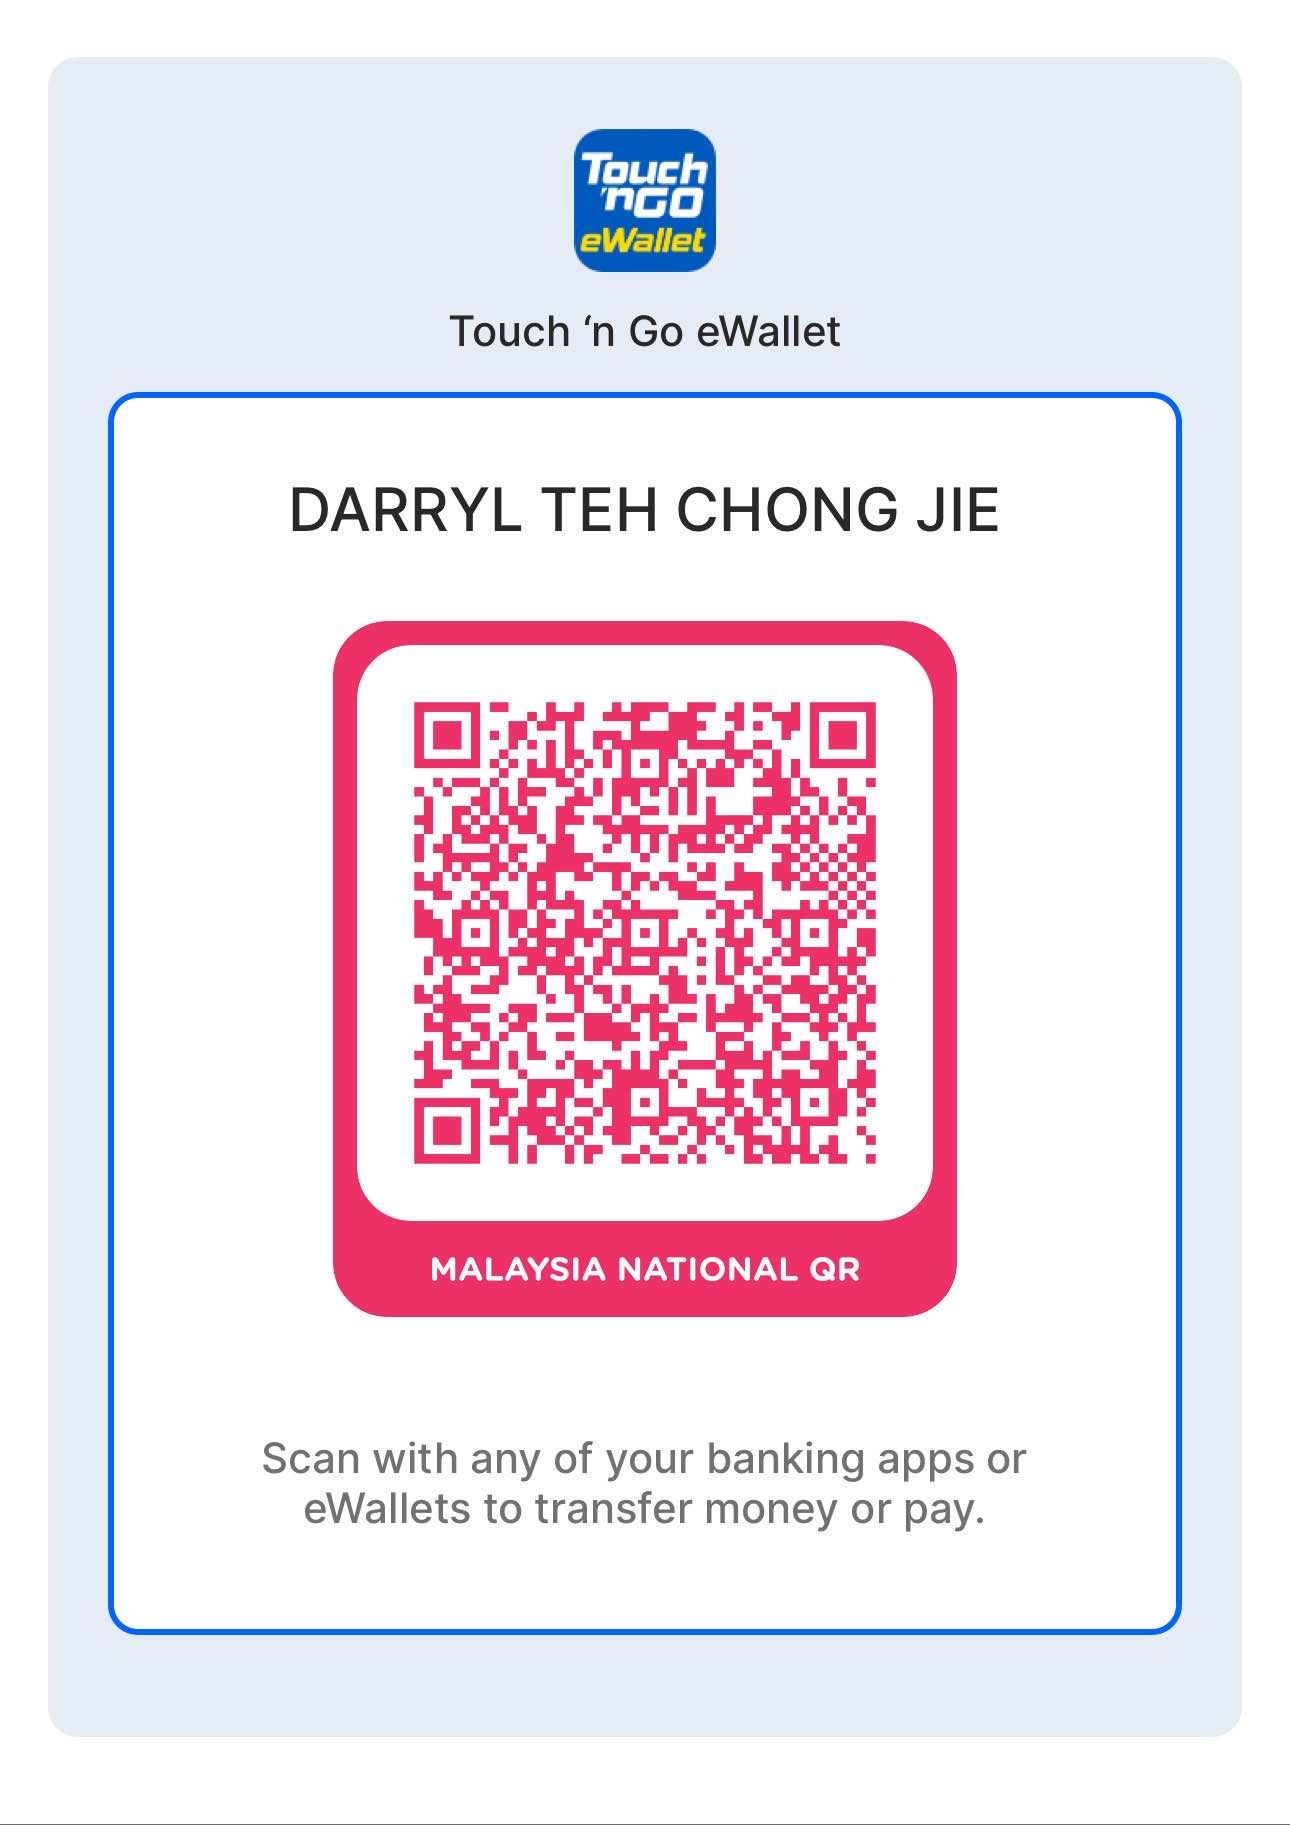 Touch
'nGO
eWallet
Touch ‘n Go eWallet
DARRYL TEH CHONG JIE
MALAYSIA NATIONAL QR
Scan with any of your banking apps or
eWallets to transfer money or pay.